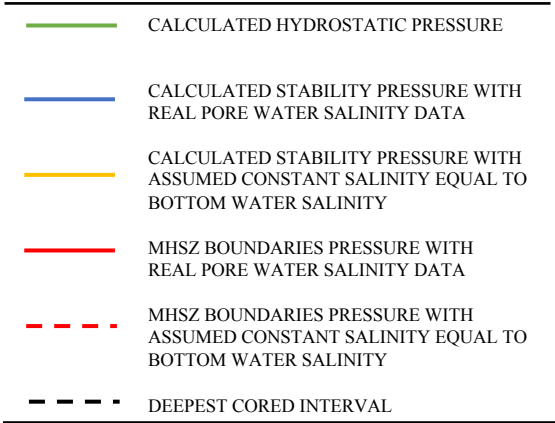 CALCULATED HYDROSTATIC PRESSURE
CALCULATED STABILITY PRESSURE WITH
REAL PORE WATER SALINITY DATA
CALCULATED STABILITY PRESSURE WITH
ASSUMED CONSTANT SALINITY EQUAL TO
BOTTOM WATER SALINITY
MHSZ BOUNDARIES PRESSURE WITH
REAL PORE WATER SALINITY DATA
MHSZ BOUNDARIES PRESSURE WITH
ASSUMED CONSTANT SALINITY EQUAL TO
BOTTOM WATER SALINITY
DEEPEST CORED INTERVAL